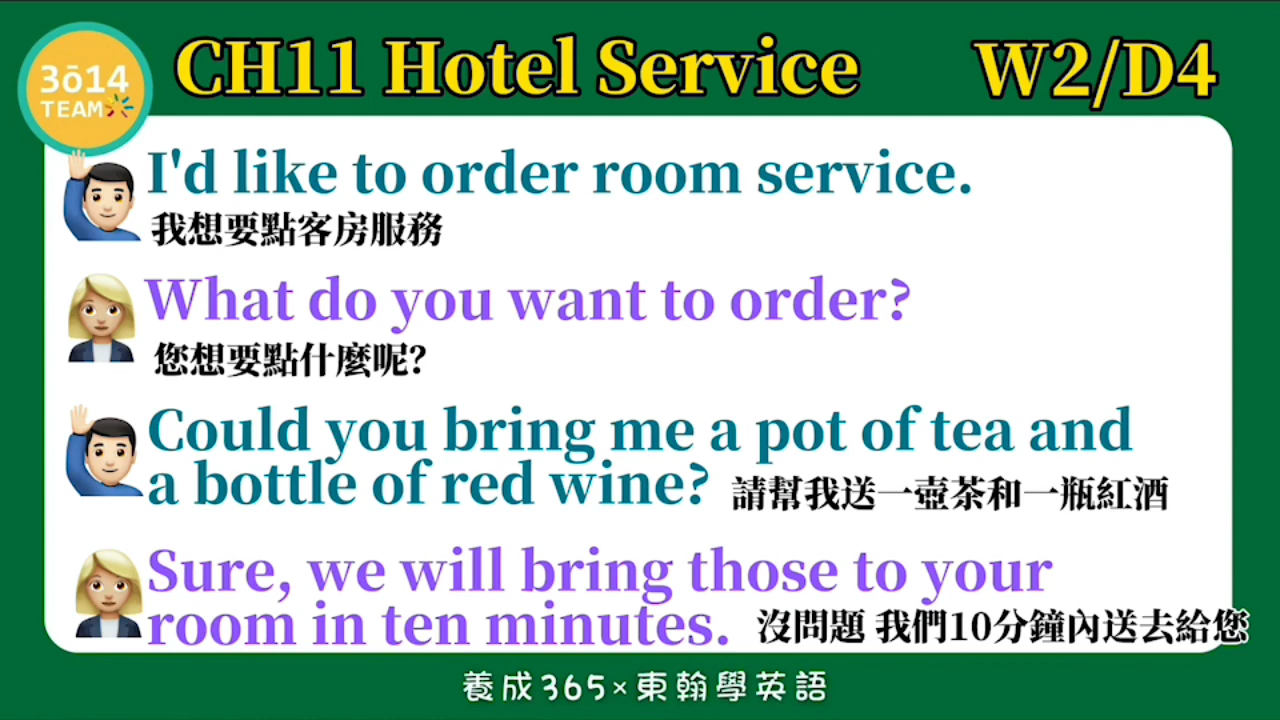 3ō14
TEAM
CH11 Hotel Service
W2/D4
I'd like to order room service.
我想要點客房服務
What do you want to order?
您想要點什麼呢?
Could you bring me a pot of tea and
a bottle of red wine?
請幫我送一壺茶和一瓶紅酒
Sure, we will bring those to your
room in ten minutes.
沒問題 我們10分鐘內送去給您
養成365×東翰學英語